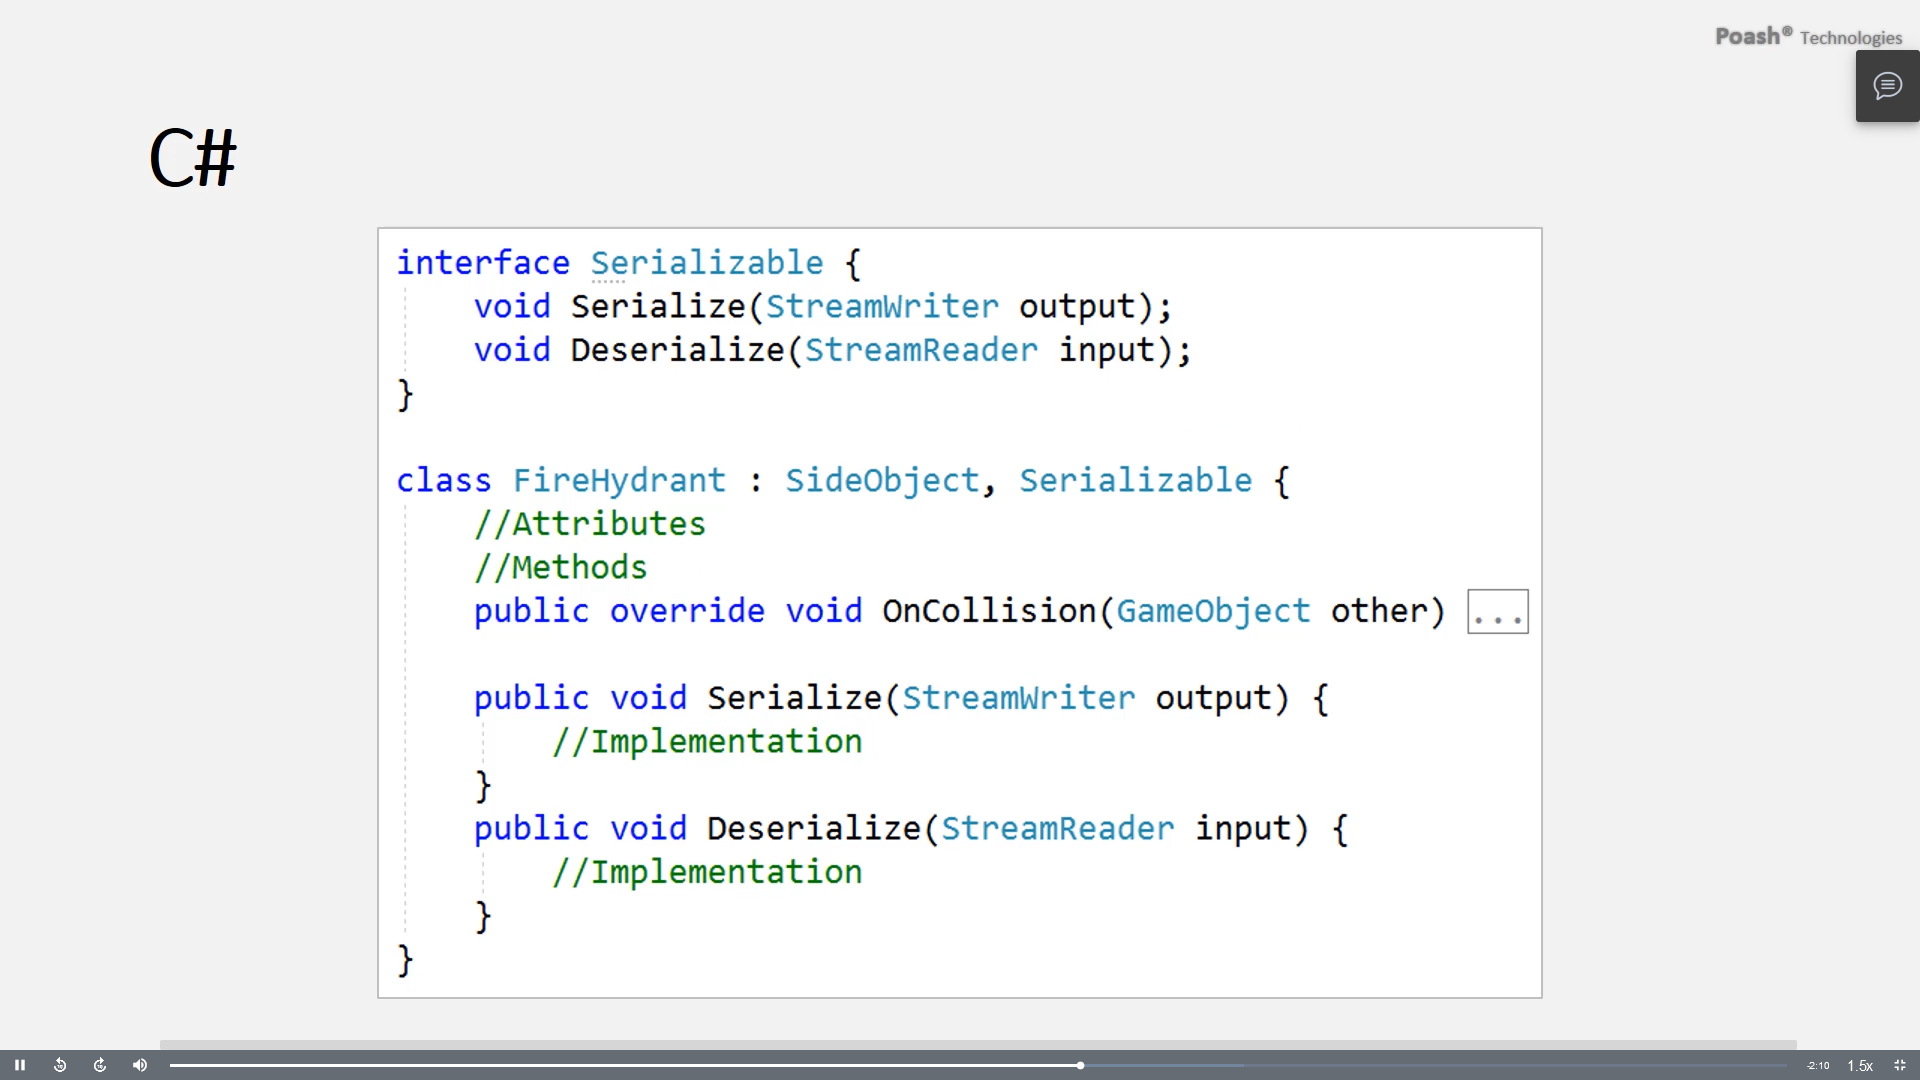 Poash® Technologies
C#
interface Serializable {
void Serialize(StreamWriter output);
void Deserialize(StreamReader input);
}
class FireHydrant : SideObject, Serializable {
//Attributes
//Methods
public override void OnCollision(GameObject other) ...
public void Serialize(StreamWriter output) {
//Implementation
}
public void Deserialize(StreamReader input) {
//Implementation
}
}
-2:10 1.5x